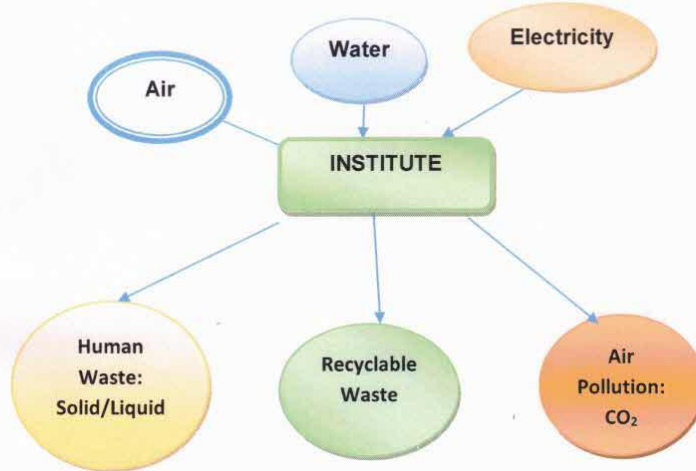 Air
Water
Electricity
INSTITUTE
Human
Waste:
Solid/Liquid
Recyclable
Waste
Air
Pollution:
CO₂